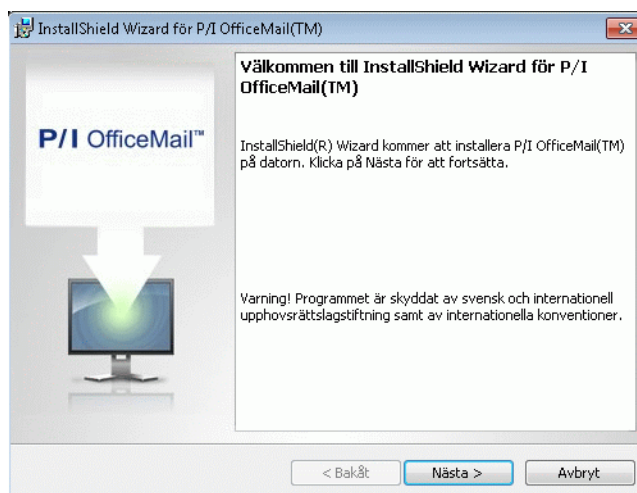 InstallShield Wizard för P/I OfficeMail(TM)
Välkommen till InstallShield Wizard för P/I
OfficeMail(TM)
P/I OfficeMail™
InstallShield(R) Wizard kommer att installera P/I OfficeMail(TM)
på datorn. Klicka på Nästa för att fortsätta.
Varning! Programmet är skyddat av svensk och internationell
upphovsrättslagstiftning samt av internationella konventioner.
< Bakåt
Nästa >
Avbryt